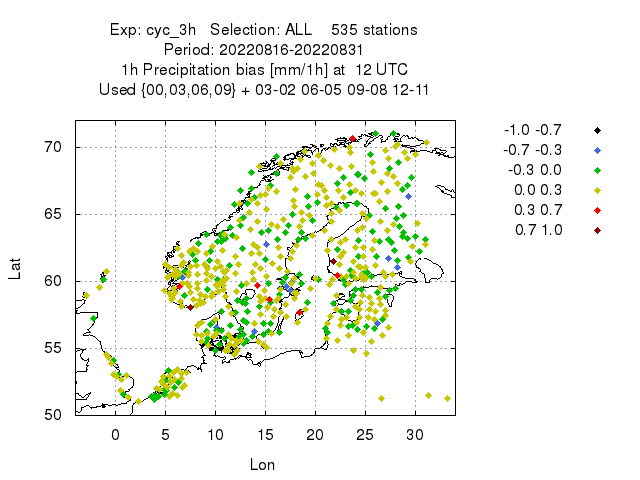 Exp: cyc_3h   Selection: ALL    535 stations
Period: 20220816-20220831
1h Precipitation bias [mm/1h] at  12 UTC
Used {00,03,06,09} + 03-02 06-05 09-08 12-11
-1.0 -0.7
-0.7 -0.3
-0.3 0.0
0.0 0.3
0.3 0.7
0.7 1.0
70
65
60
55
50
Lat
0 5 10 15 20 25 30
Lon